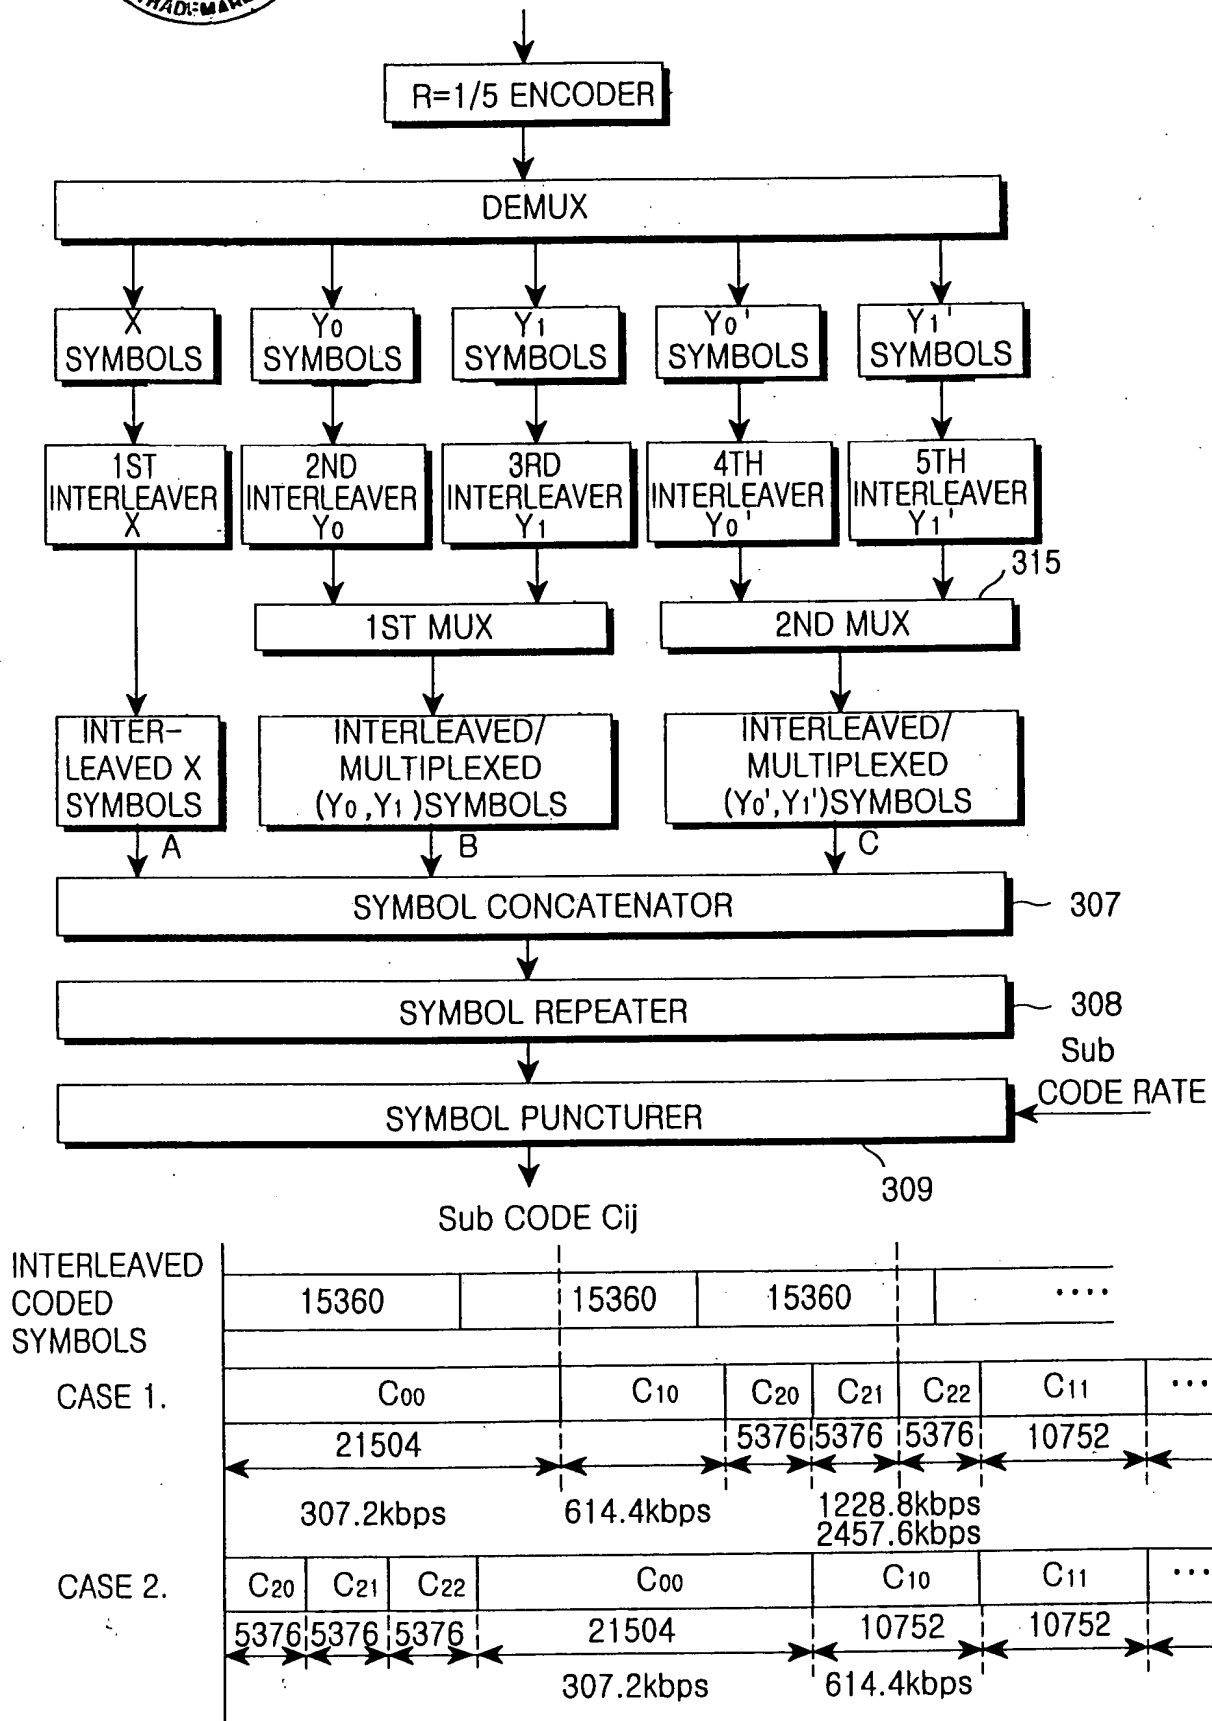 TRADEMARK
R=1/5 ENCODER
DEMUX
X
SYMBOLS
Y0
SYMBOLS
Y1
SYMBOLS
Y0'
SYMBOLS
Y1'
SYMBOLS
1ST
INTERLEAVER
X
2ND
INTERLEAVER
Y0
3RD
INTERLEAVER
Y1
4TH
INTERLEAVER
Y0'
5TH
INTERLEAVER
Y1'
315
1ST MUX
2ND MUX
INTER-
LEAVED X
SYMBOLS
INTERLEAVED/
MULTIPLEXED
(Y0,Y1)SYMBOLS
INTERLEAVED/
MULTIPLEXED
(Y0',Y1')SYMBOLS
A
B
C
SYMBOL CONCATENATOR
307
SYMBOL REPEATER
308
Sub
CODE RATE
SYMBOL PUNCTURER
309
Sub CODE Cij
INTERLEAVED
CODED
SYMBOLS
15360
15360
15360
····
CASE 1.
C00
C10
C20
C21
C22
C11
···
21504
5376
5376
5376
10752
307.2kbps
614.4kbps
1228.8kbps
2457.6kbps
CASE 2.
C20
C21
C22
C00
C10
C11
···
5376
5376
5376
21504
10752
10752
307.2kbps
614.4kbps